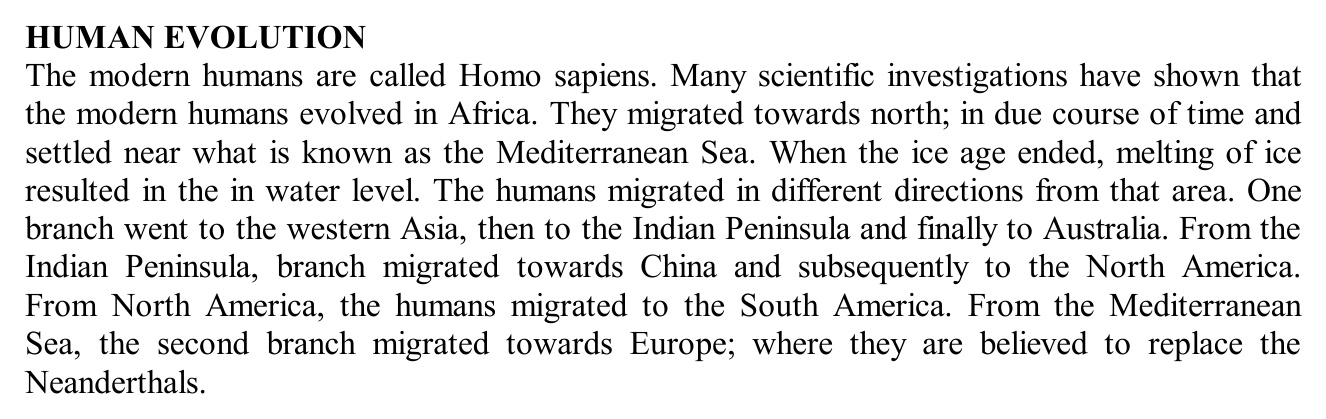 HUMAN EVOLUTION
The modern humans are called Homo sapiens. Many scientific investigations have shown that
the modern humans evolved in Africa. They migrated towards north; in due course of time and
settled near what is known as the Mediterranean Sea. When the ice age ended, melting of ice
resulted in the in water level. The humans migrated in different directions from that area. One
branch went to the western Asia, then to the Indian Peninsula and finally to Australia. From the
Indian Peninsula, branch migrated towards China and subsequently to the North America.
From North America, the humans migrated to the South America. From the Mediterranean
Sea, the second branch migrated towards Europe; where they are believed to replace the
Neanderthals.